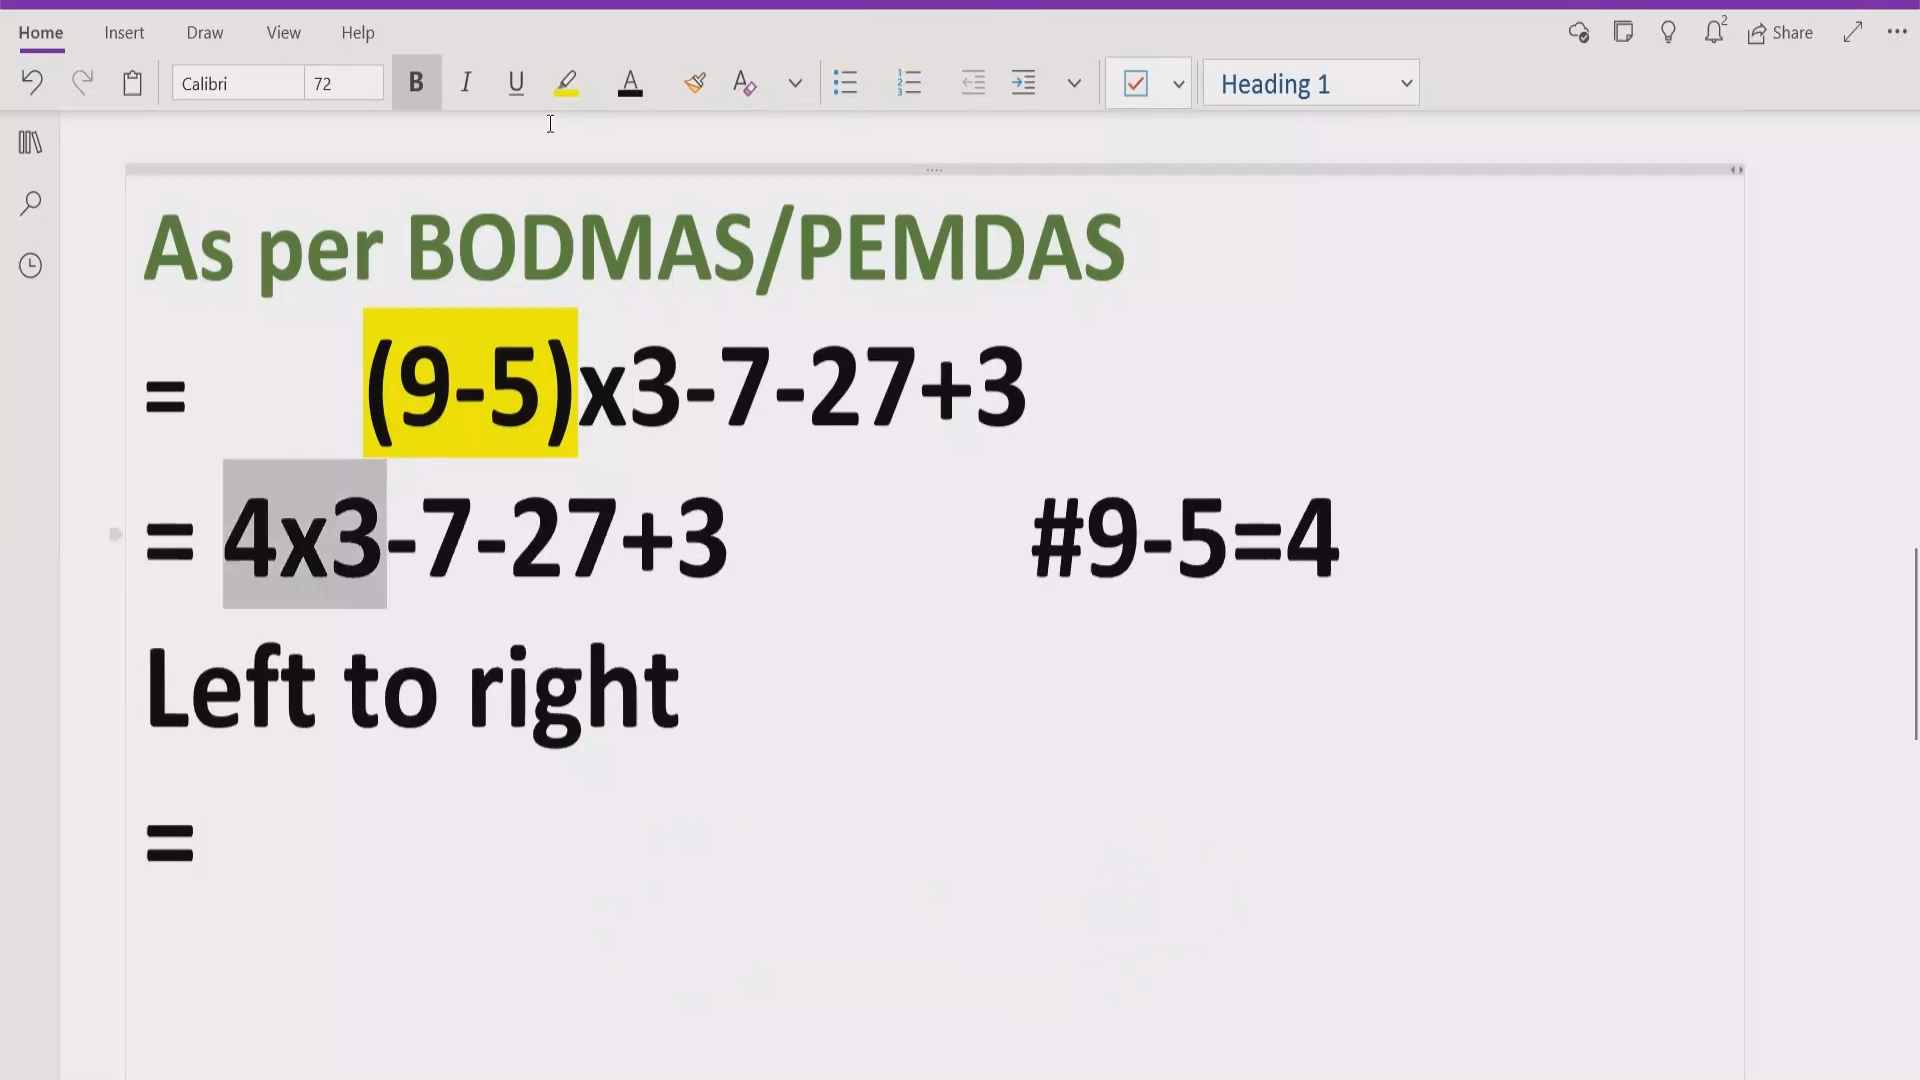 Home Insert Draw View Help 2 Share
Calibri 72 B I U A A Heading 1
As per BODMAS/PEMDAS
= (9-5)x3-7-27+3
= 4x3-7-27+3 #9-5=4
Left to right
=